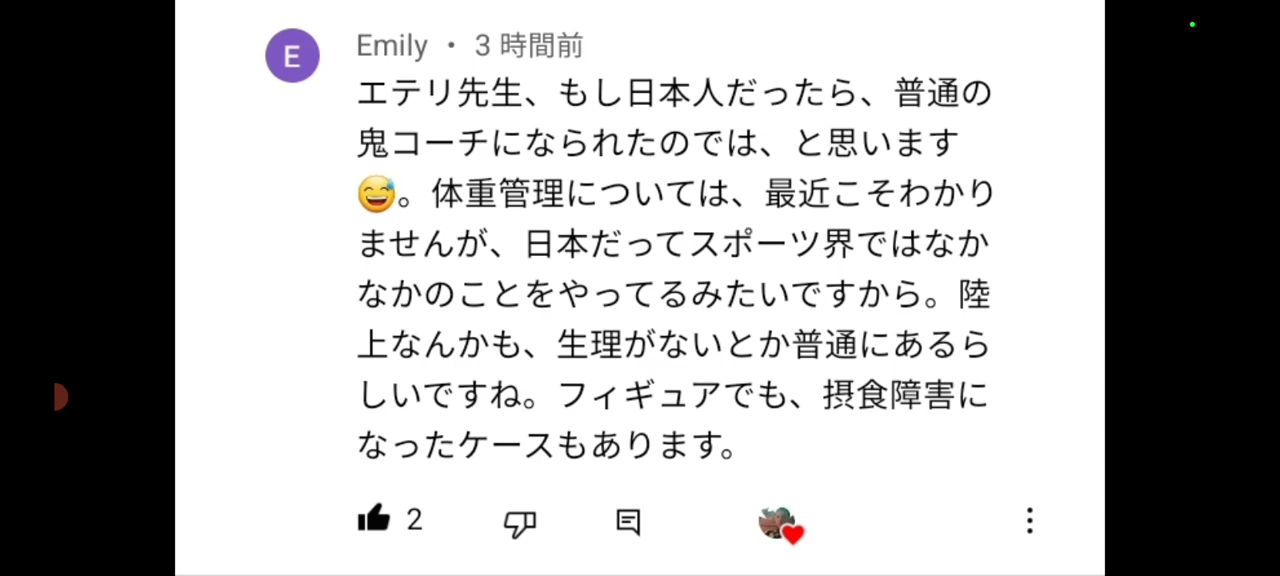 E
Emily ・ 3 時間前
エテリ先生、もし日本人だったら、普通の
鬼コーチになられたのでは、と思います
😅。体重管理については、最近こそわかり
ませんが、日本だってスポーツ界ではなか
なかのことをやってるみたいですから。陸
上なんかも、生理がないとか普通にあるら
しいですね。フィギュアでも、摂食障害に
なったケースもあります。
2